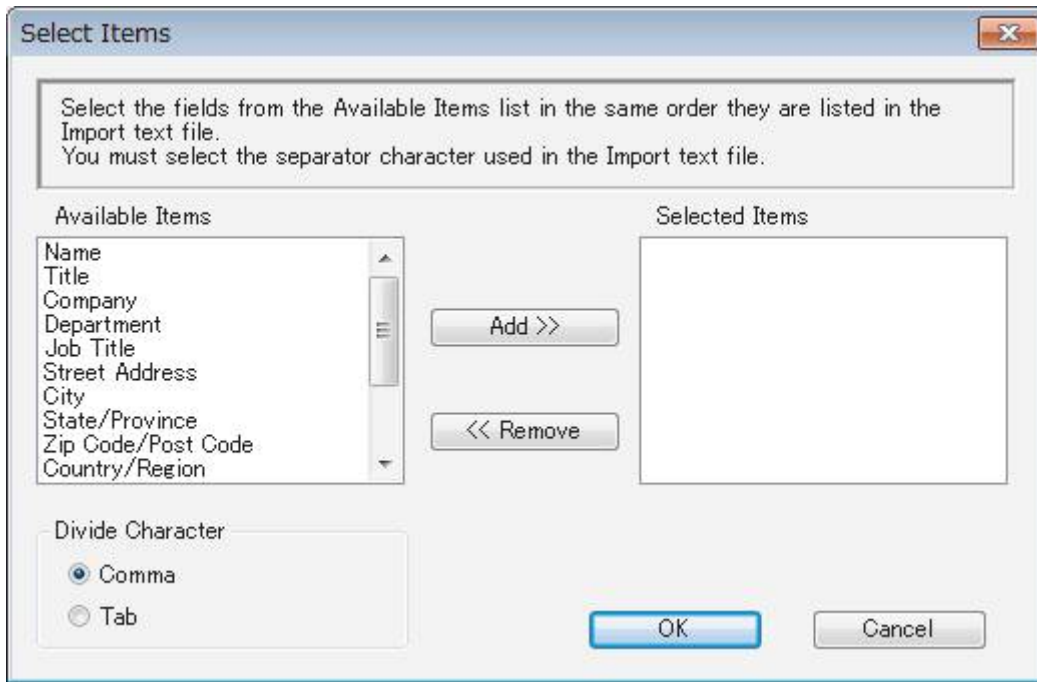 Select Items
Select the fields from the Available Items list in the same order they are listed in the
Import text file.
You must select the separator character used in the Import text file.
Available Items
Selected Items
Name
Title
Company
Department
Job Title
Street Address
City
State/Province
Zip Code/Post Code
Country/Region
Add >>
<< Remove
Divide Character
Comma
Tab
OK
Cancel